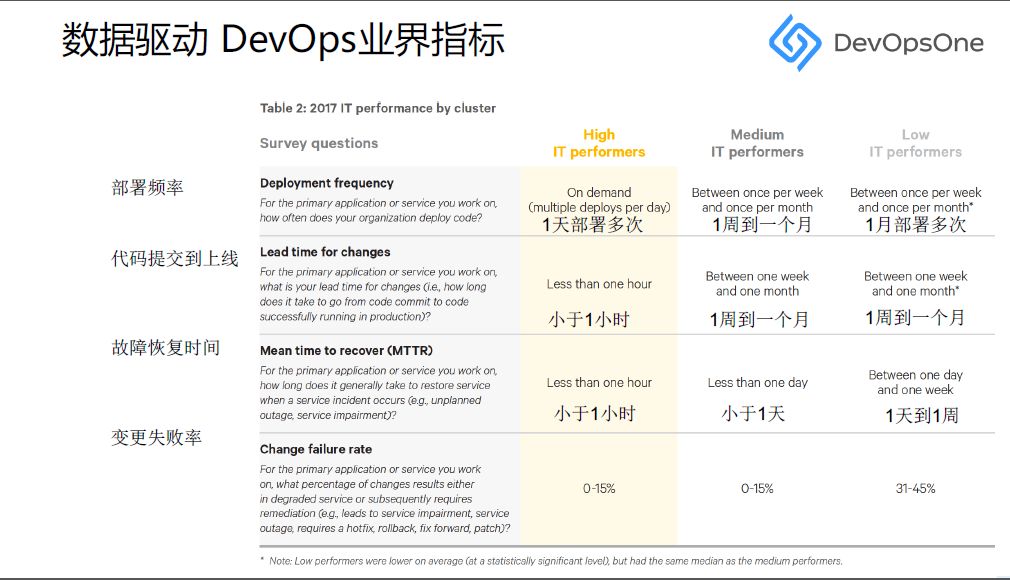 数据驱动 DevOps业界指标
DevOpsOne
Table 2: 2017 IT performance by cluster
Survey questions
High
IT performers
Medium
IT performers
Low
IT performers
部署频率
Deployment frequency
For the primary application or service you work on,
how often does your organization deploy code?
On demand
(multiple deploys per day)
1天部署多次
Between once per week
and once per month
1周到一个月
Between once per week
and once per month*
1月部署多次
代码提交到上线
Lead time for changes
For the primary application or service you work on,
what is your lead time for changes (i.e., how long
does it take to go from code commit to code
successfully running in production)?
Less than one hour
小于1小时
Between one week
and one month
1周到一个月
Between one week
and one month*
1周到一个月
故障恢复时间
Mean time to recover (MTTR)
For the primary application or service you work on,
how long does it generally take to restore service
when a service incident occurs (e.g., unplanned
outage, service impairment)?
Less than one hour
小于1小时
Less than one day
小于1天
Between one day
and one week
1天到1周
变更失败率
Change failure rate
For the primary application or service you work
on, what percentage of changes results either
in degraded service or subsequently requires
remediation (e.g., leads to service impairment, service
outage, requires a hotfix, rollback, fix forward, patch)?
0-15%
0-15%
31-45%
* Note: Low performers were lower on average (at a statistically significant level), but had the same median as the medium performers.